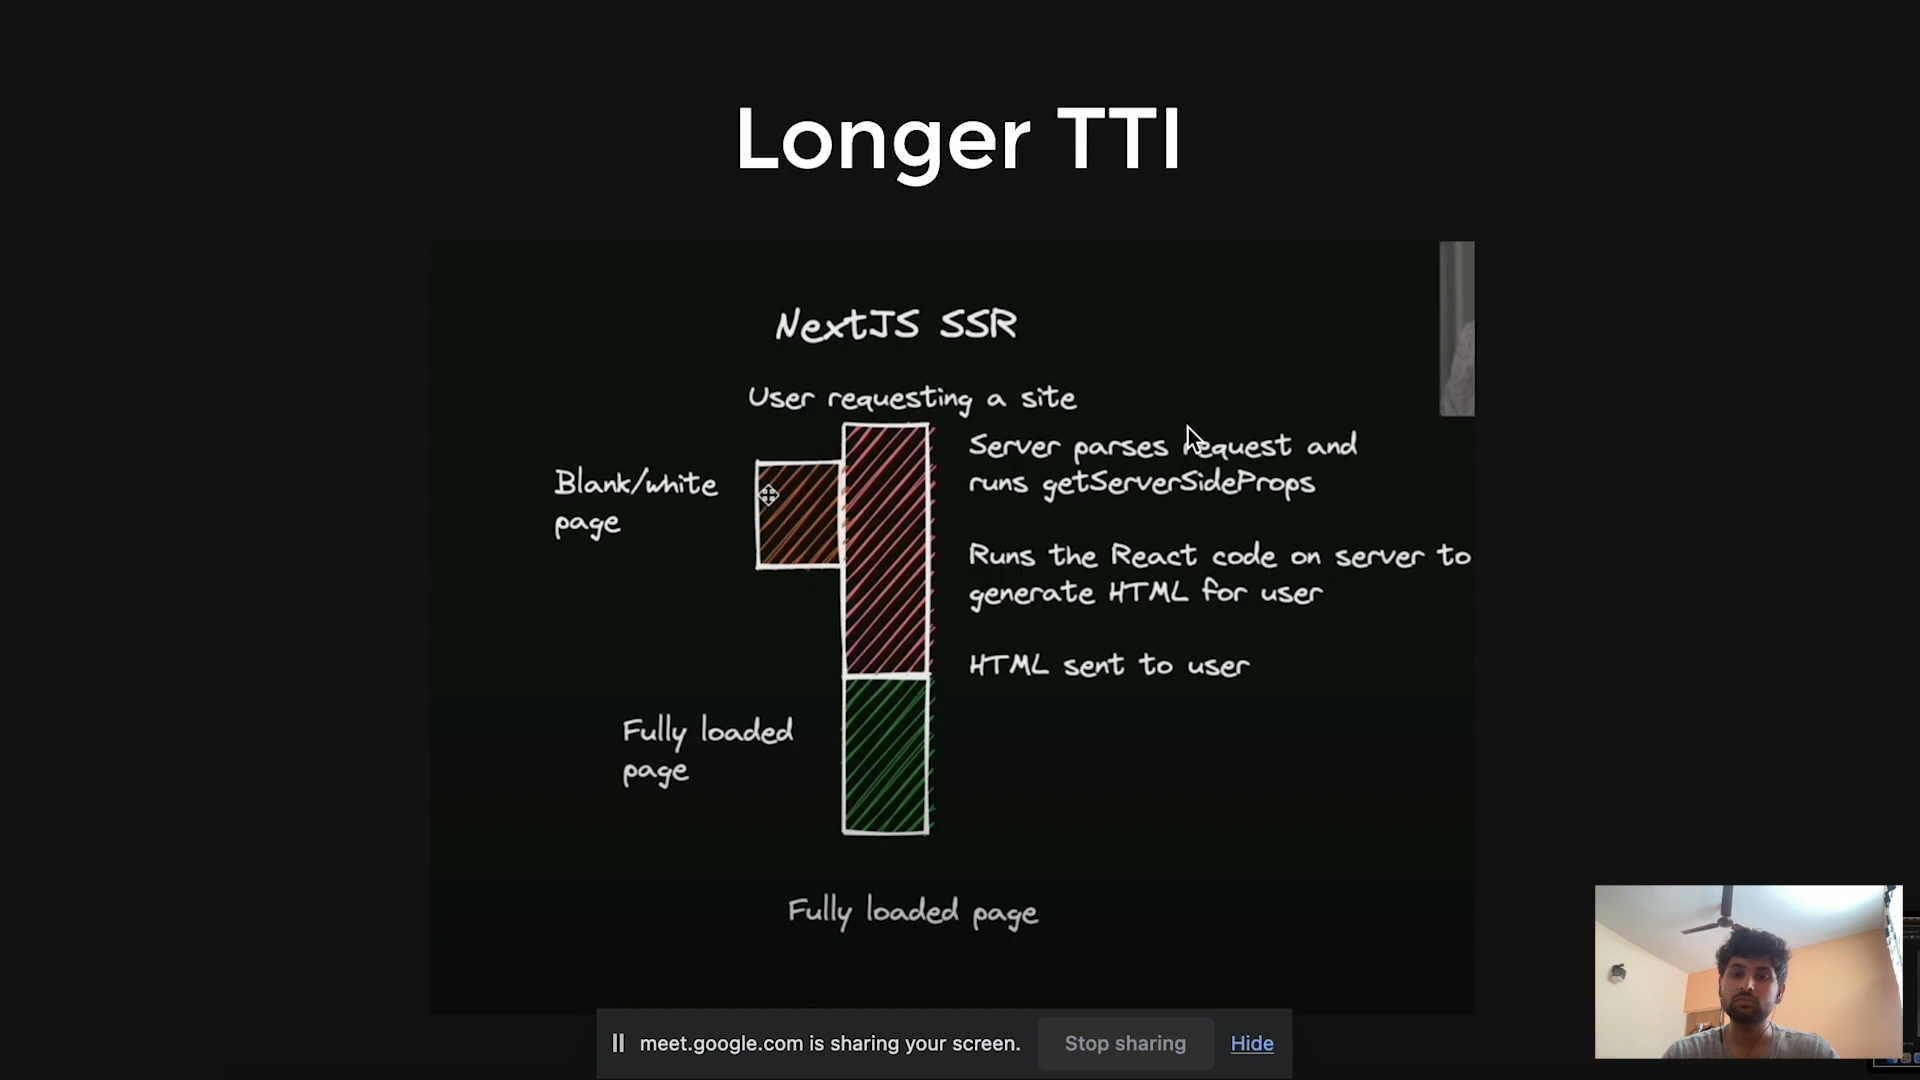 Longer TTI
NextJS SSR
User requesting a site
Blank/white
page
Server parses request and
runs getServerSideProps
Runs the React code on server to
generate HTML for user
HTML sent to user
Fully loaded
page
Fully loaded page
meet.google.com is sharing your screen.
Stop sharing
Hide